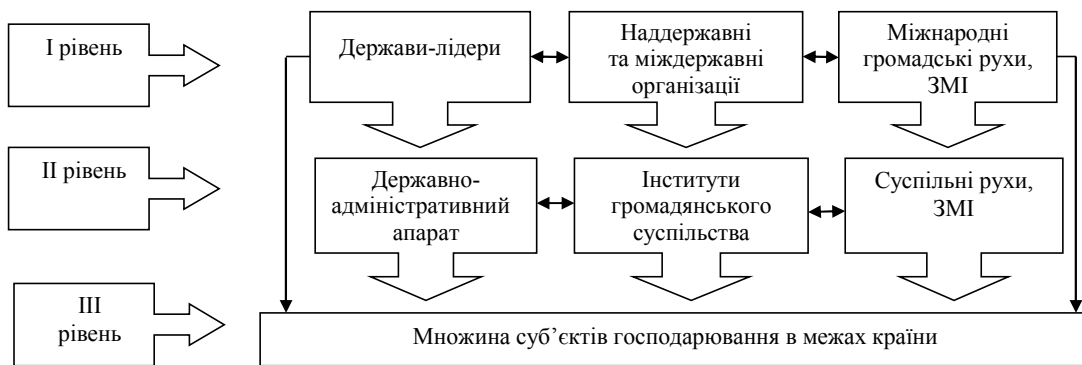 І рівень
Держави-лідери
Наддержавні
та міждержавні
організації
Міжнародні
громадські рухи,
ЗМІ
ІІ рівень
Державно-
адміністративний
апарат
Інститути
громадянського
суспільства
Суспільні рухи,
ЗМІ
ІІІ
рівень
Множина суб’єктів господарювання в межах країни